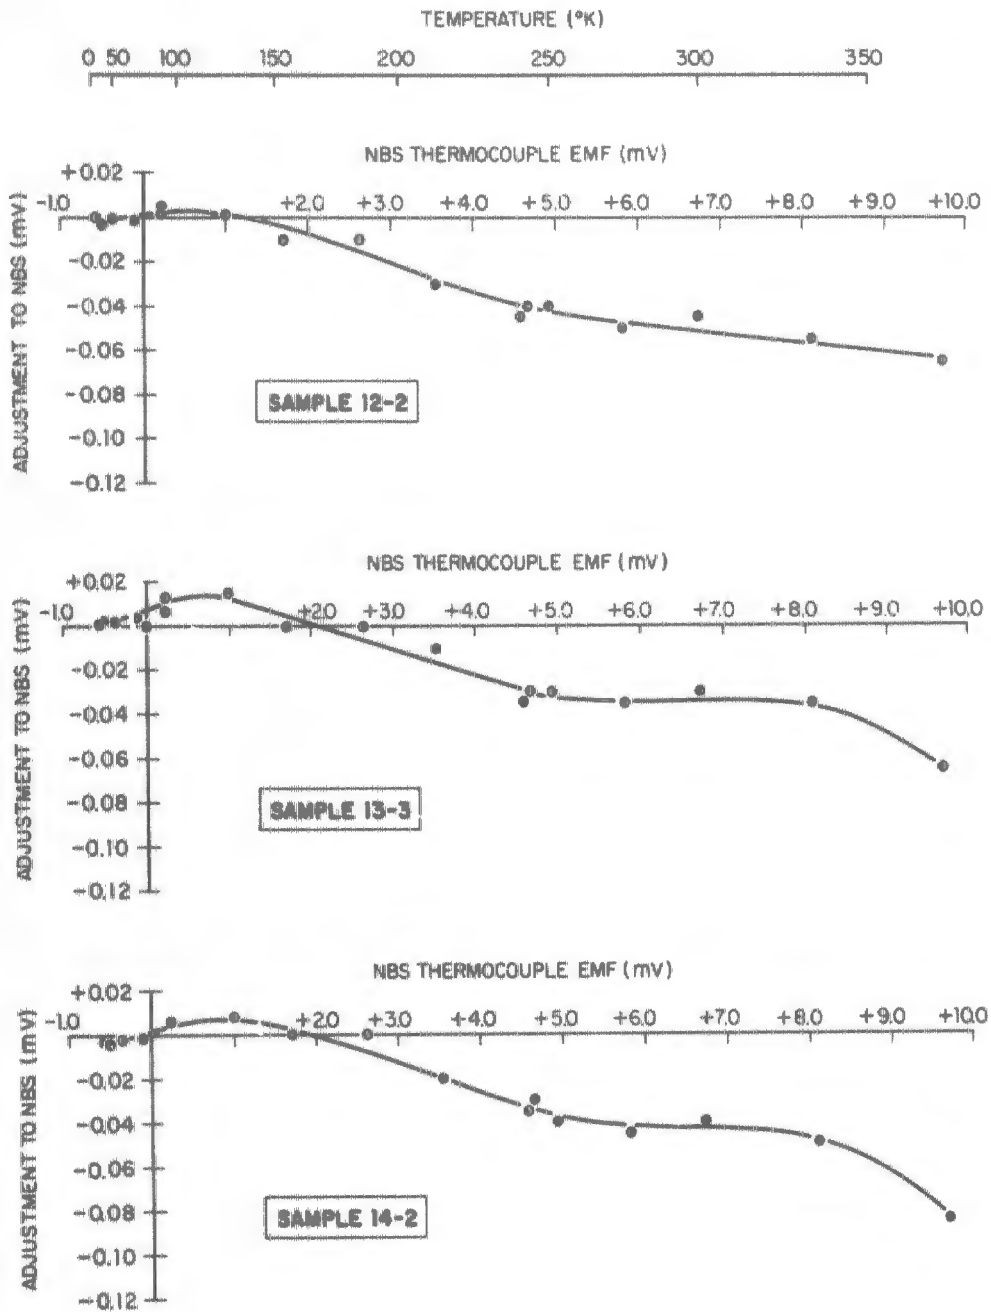 TEMPERATURE (°K)
0 50 100 150 200 250 300 350
NBS THERMOCOUPLE EMF (mV)
+0.02
-1.0 +2.0 +3.0 +4.0 +5.0 +6.0 +7.0 +8.0 +9.0 +10.0
-0.02
-0.04
-0.06
-0.08
-0.10
-0.12
ADJUSTMENT TO NBS (mV)
SAMPLE 12-2
NBS THERMOCOUPLE EMF (mV)
+0.02
-1.0 +2.0 +3.0 +4.0 +5.0 +6.0 +7.0 +8.0 +9.0 +10.0
-0.02
-0.04
-0.06
-0.08
-0.10
-0.12
ADJUSTMENT TO NBS (mV)
SAMPLE 13-3
NBS THERMOCOUPLE EMF (mV)
+0.02
-1.0 +2.0 +3.0 +4.0 +5.0 +6.0 +7.0 +8.0 +9.0 +10.0
-0.02
-0.04
-0.06
-0.08
-0.10
-0.12
ADJUSTMENT TO NBS (mV)
SAMPLE 14-2